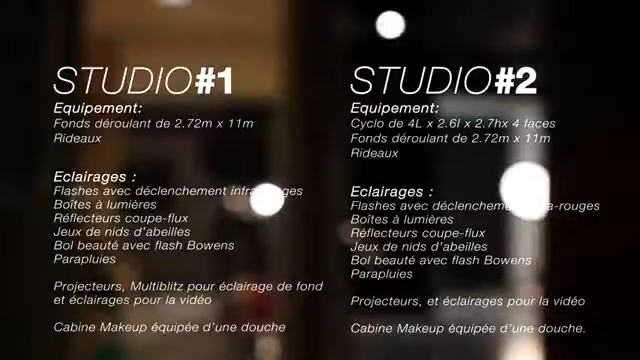 STUDIO#1
Equipement:
Fonds déroulant de 2.72m x 11m
Rideaux
Eclairages :
Flashes avec déclenchement
Boîtes à lumières
Réflecteurs coupe-flux
Jeux de nids d'abeilles
Bol beauté avec flash Bowens
Parapluies
Projecteurs, Multiblitz pour éclairage de fond
et éclairages pour la vidéo
Cabine Makeup équipée d'une douche
STUDIO#2
Equipement:
Cyclo de 4L x 2.6l x 2.7hx 4 faces
Fonds déroulant de 2.72m x 11m
Rideaux
Eclairages :
Flashes avec
Boîtes à lumières
Réflecteurs coupe-flux
Jeux de nids d'abeilles
Bol beauté avec flash Bowens
Parapluies
Projecteurs, et éclairages pour la vidéo
Cabine Makeup équipée d'une douche.